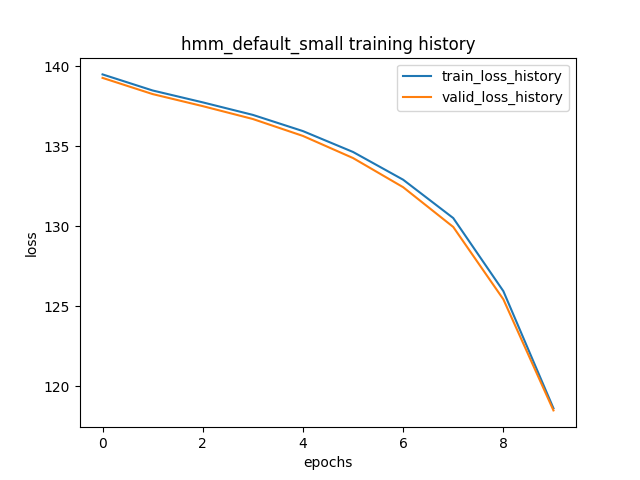 hmm_default_small training history
train_loss_history
valid_loss_history
140
135
130
125
120
loss
0 2 4 6 8
epochs